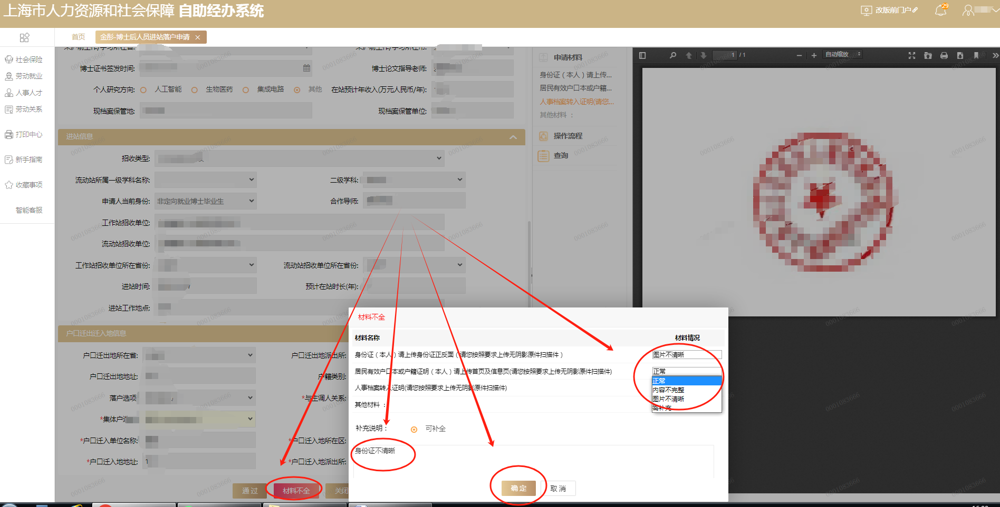 上海市人力资源和社会保障 自助经办系统
改版前门户
29
首页
金彤-博士后人员进站落户申请 ×
社会保险
劳动就业
人事人才
劳动关系
打印中心
新手指南
收藏事项
智能客服
博士证书签发时间:
博士论文指导老师:
个人研究方向: 人工智能 生物医药 集成电路 其他
在站预计年收入(万元人民币/年):
现档案保管地:
现档案保管单位:
进站信息
招收类型:
流动站所属一级学科名称:
二级学科:
申请人当前身份: 非定向就业博士毕业生
合作导师:
工作站招收单位:
流动站招收单位:
工作站招收单位所在省份:
流动站招收单位所在省份:
进站时间:
预计在站时长(年):
进站工作地点:
户口迁出迁入地信息
户口迁出地所在省:
户口迁出地派出所:
户口迁出地地址:
户籍类别:
落户选项
*与主调人关系:
*集体户
*户口迁入单位名称:
*户口迁入地所在区:
*户口迁入地地址:
*户口迁入地派出所:
通 过
材料不全
关闭
申请材料
身份证（本人）请上传...
居民有效户口本或户籍...
人事档案转入证明(请您...
其他材料 ：
操作流程
查询
1 / 1
自动缩放
材料不全
材料名称 材料情况
身份证（本人）请上传身份证正反面（请您按照要求上传无阴影原件扫描件）
图片不清晰
居民有效户口本或户籍证明（本人）请上传首页及信息页(请您按照要求上传无阴影原件扫描件)
正常
正常
内容不完整
图片不清晰
需补充
人事档案转入证明(请您按照要求上传无阴影原件扫描件)
其他材料 ：
补充说明： 可补全
身份证不清晰
确 定
取 消
0001083666